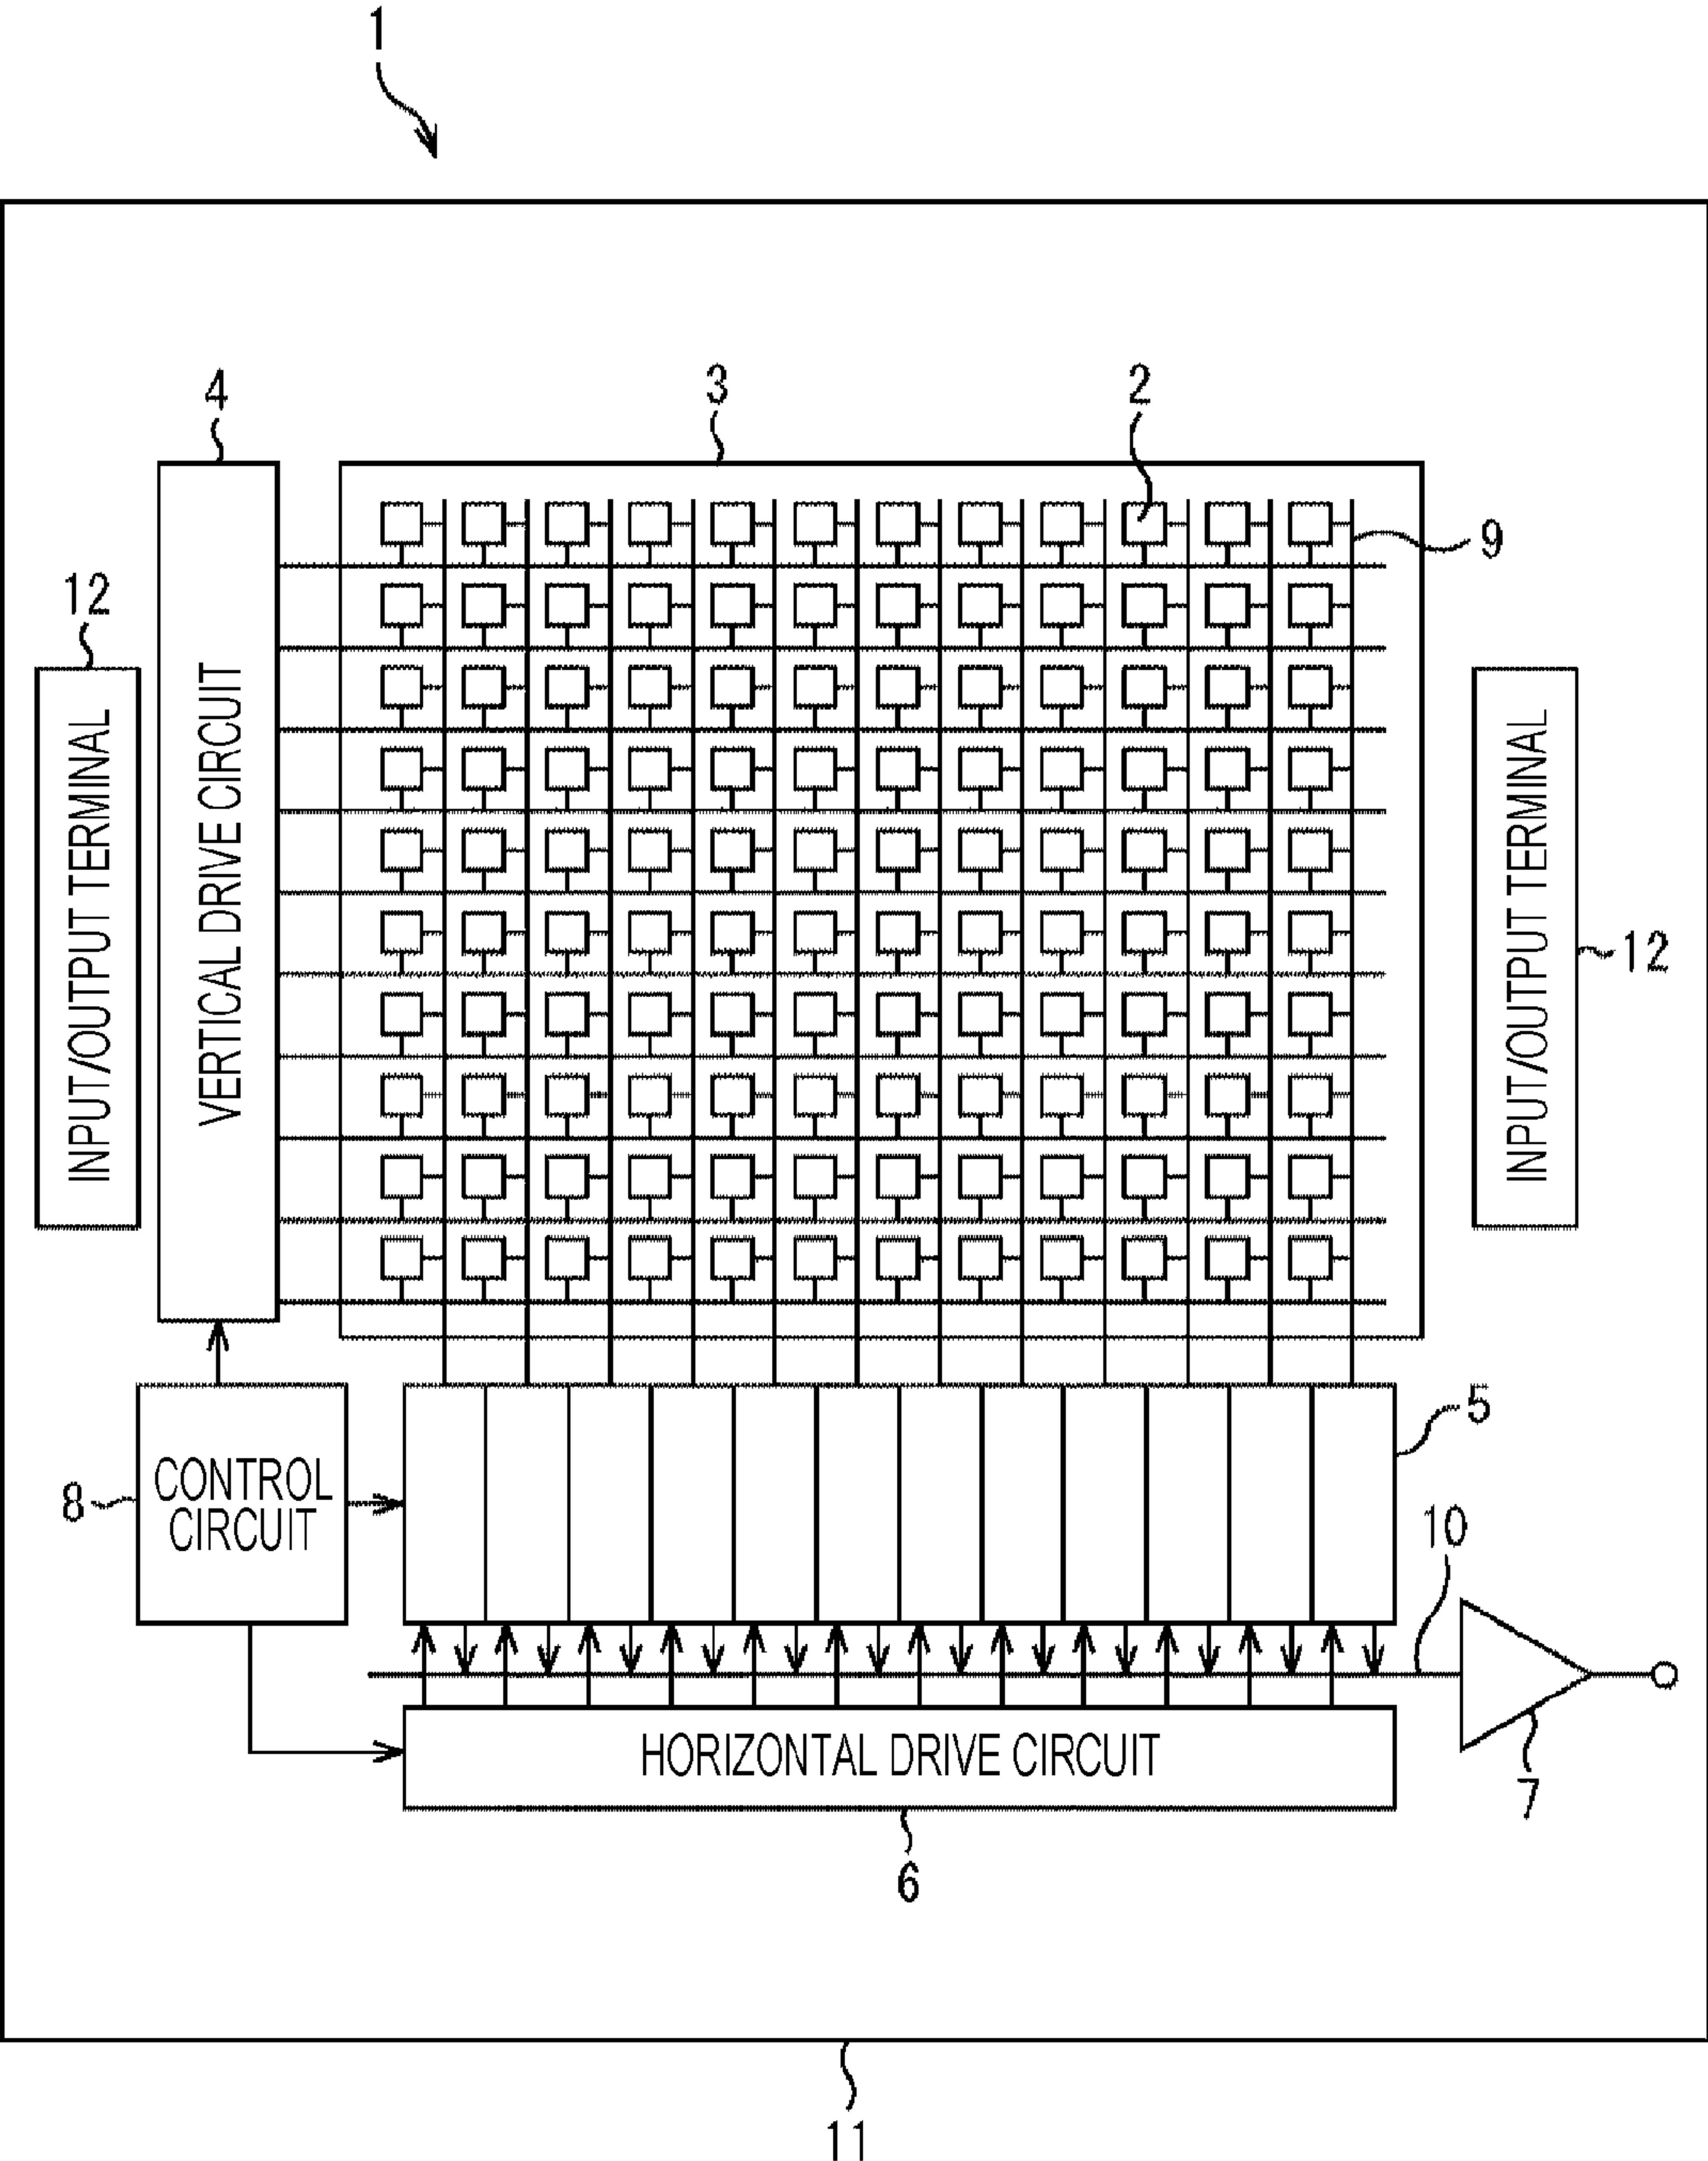 1
4
3
2
9
12
INPUT/OUTPUT TERMINAL
VERTICAL DRIVE CIRCUIT
INPUT/OUTPUT TERMINAL
12
5
8
CONTROL
CIRCUIT
10
HORIZONTAL DRIVE CIRCUIT
7
6
11